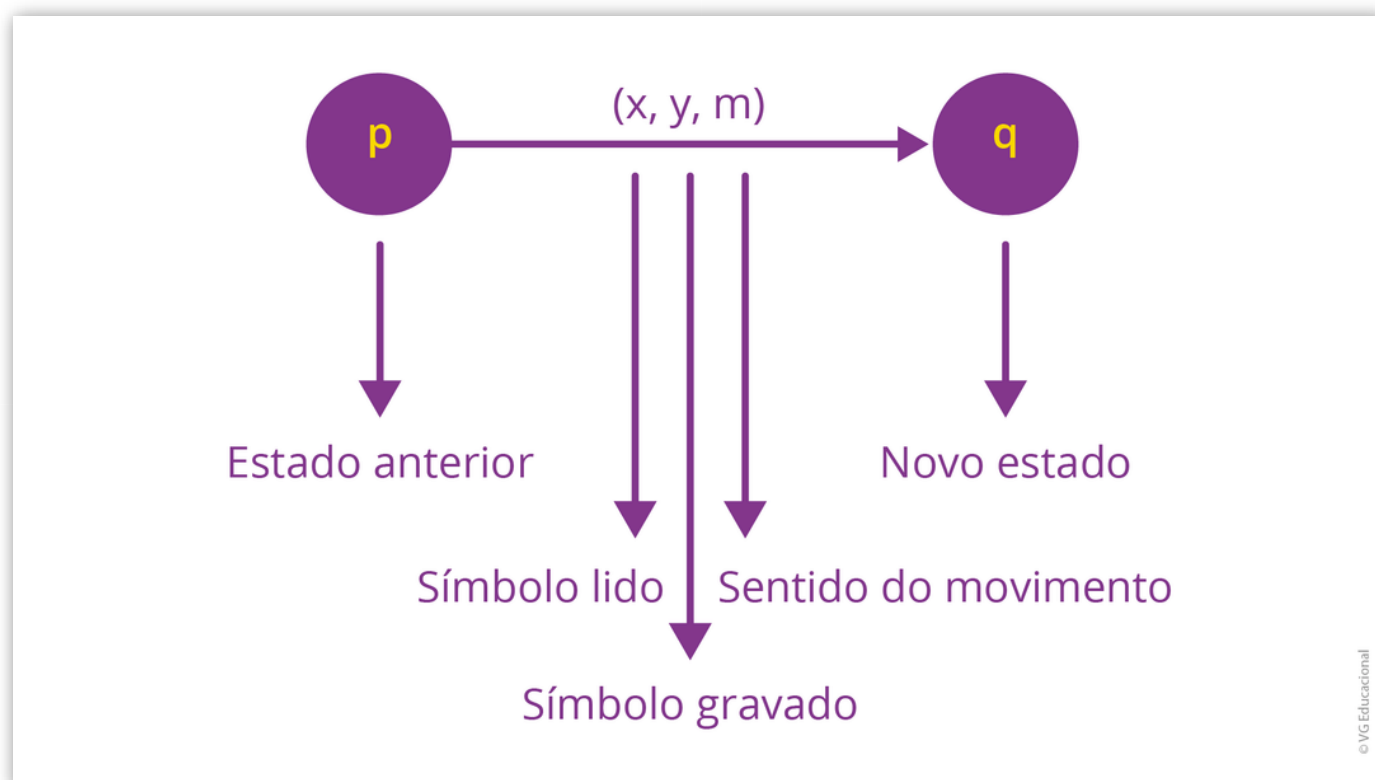 (x, y, m)
p
q
Estado anterior
Novo estado
Símbolo lido
Sentido do movimento
Símbolo gravado
© VG Educacional